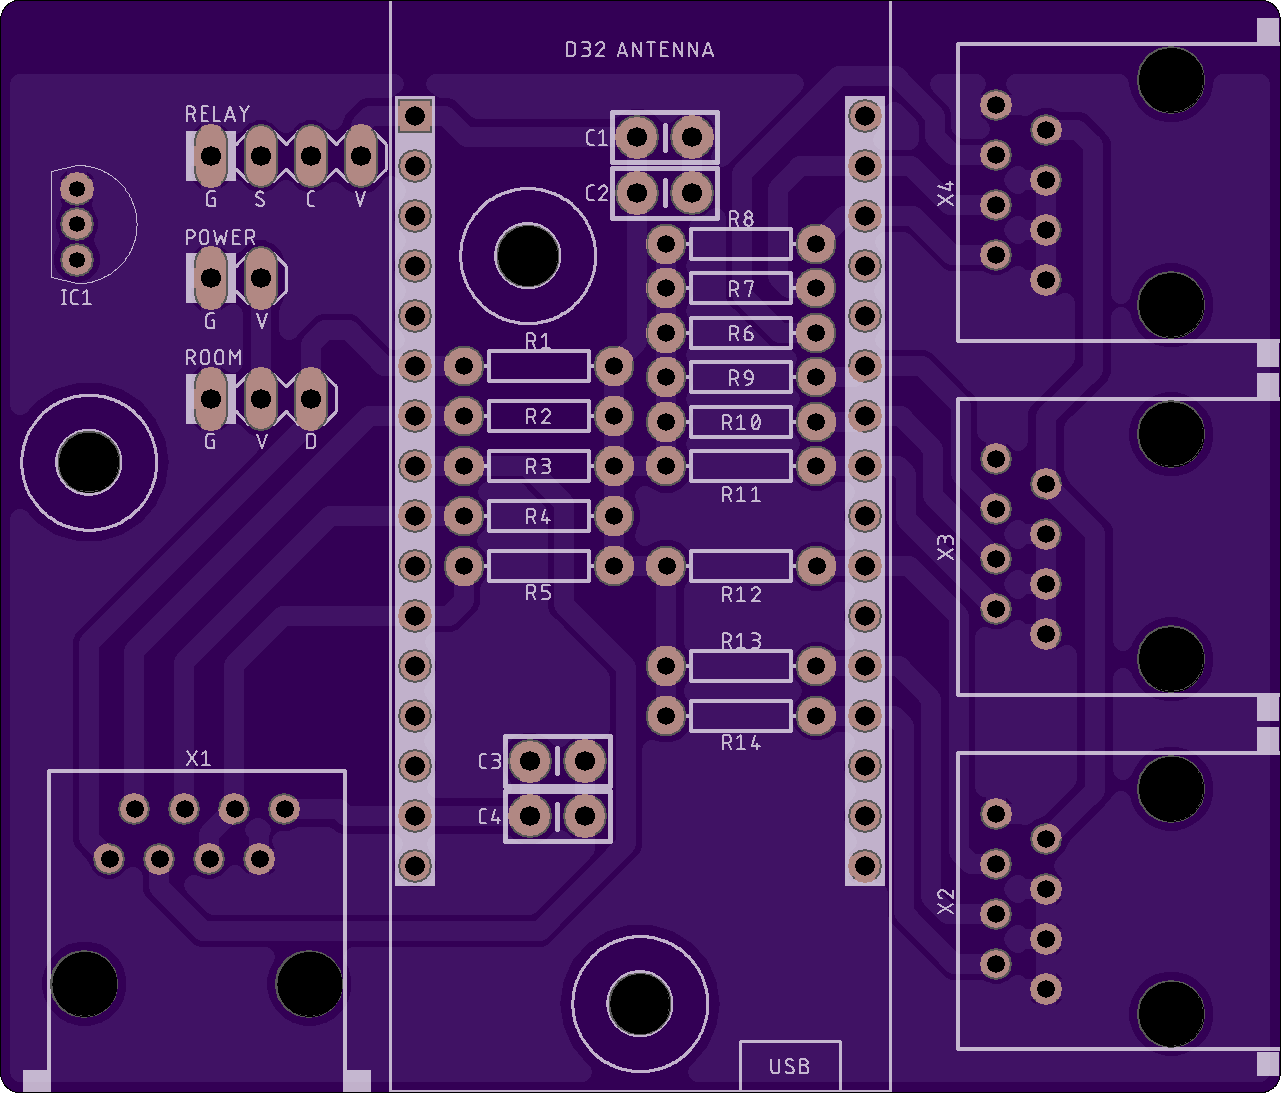 D32 ANTENNA
RELAY
G S C V
C1
C2
X4
R8
POWER
G V
IC1
R7
R6
R1
ROOM
G V D
R9
R2
R10
R3
R11
R4
X3
R5
R12
R13
R14
X1
C3
C4
X2
USB